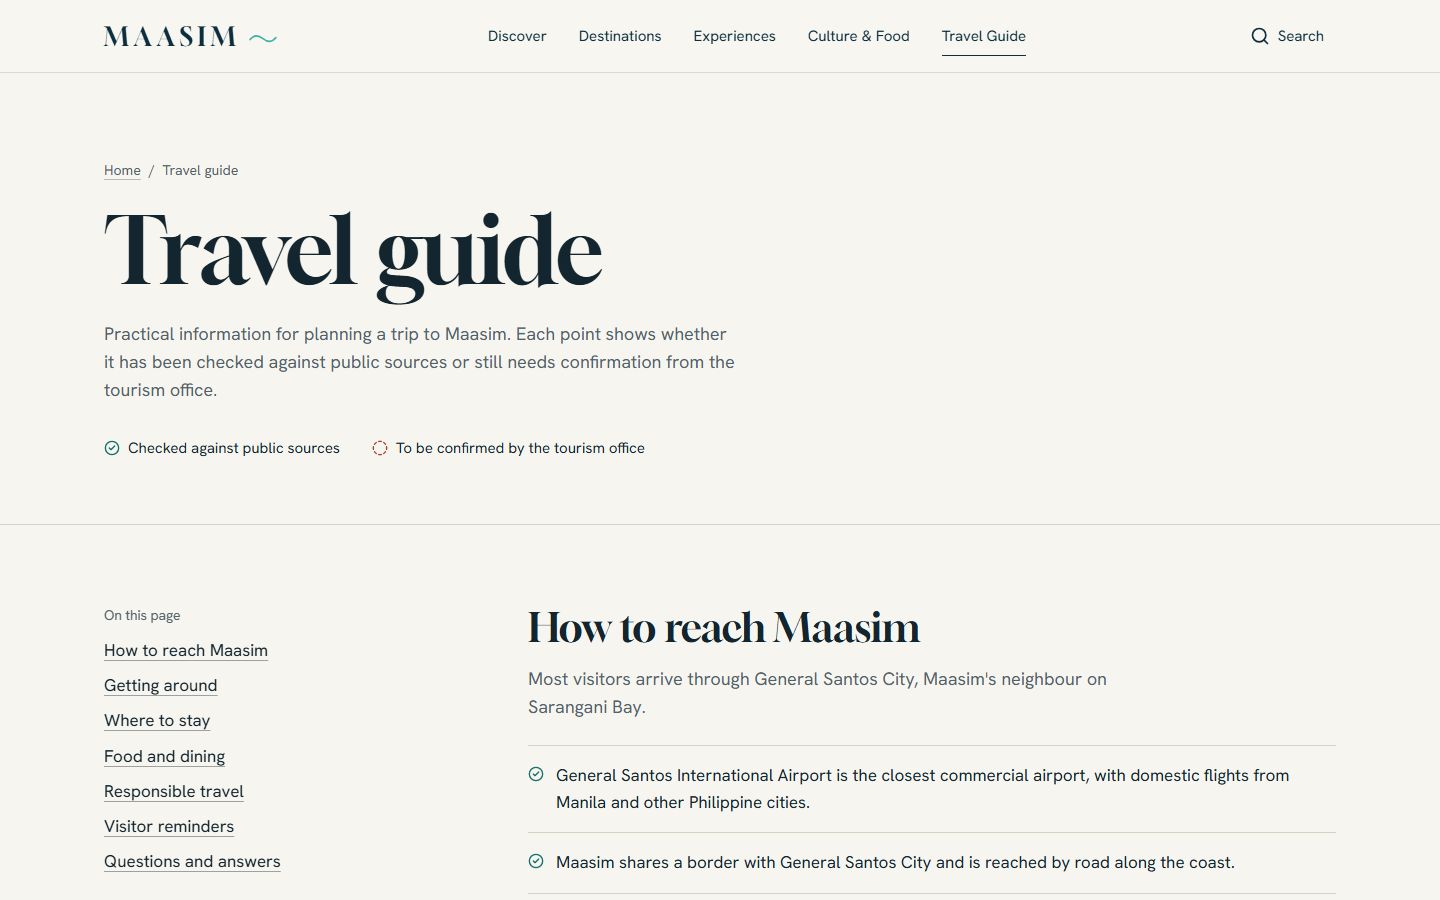 MAASIM
Discover
Destinations
Experiences
Culture & Food
Travel Guide
Search
Home / Travel guide
Travel guide
Practical information for planning a trip to Maasim. Each point shows whether
it has been checked against public sources or still needs confirmation from the
tourism office.
Checked against public sources
To be confirmed by the tourism office
On this page
How to reach Maasim
Getting around
Where to stay
Food and dining
Responsible travel
Visitor reminders
Questions and answers
How to reach Maasim
Most visitors arrive through General Santos City, Maasim's neighbour on
Sarangani Bay.
General Santos International Airport is the closest commercial airport, with domestic flights from
Manila and other Philippine cities.
Maasim shares a border with General Santos City and is reached by road along the coast.